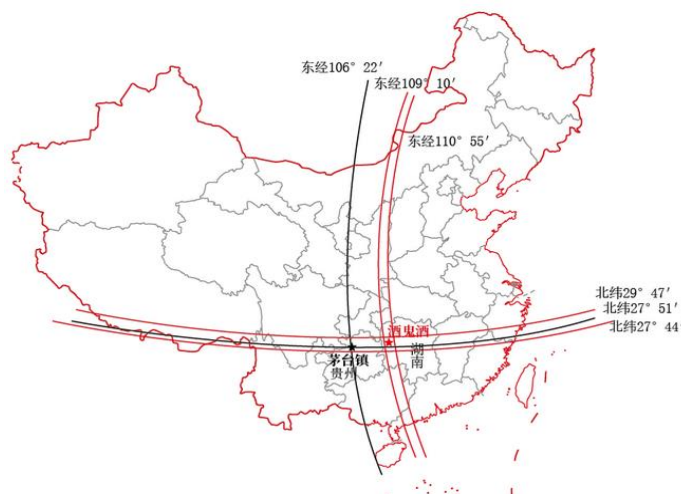 东经106° 22′
东经109° 10′
东经110° 55′
北纬29° 47′
北纬27° 51′
北纬27° 44′
酒鬼酒
湖南
茅台镇
贵州